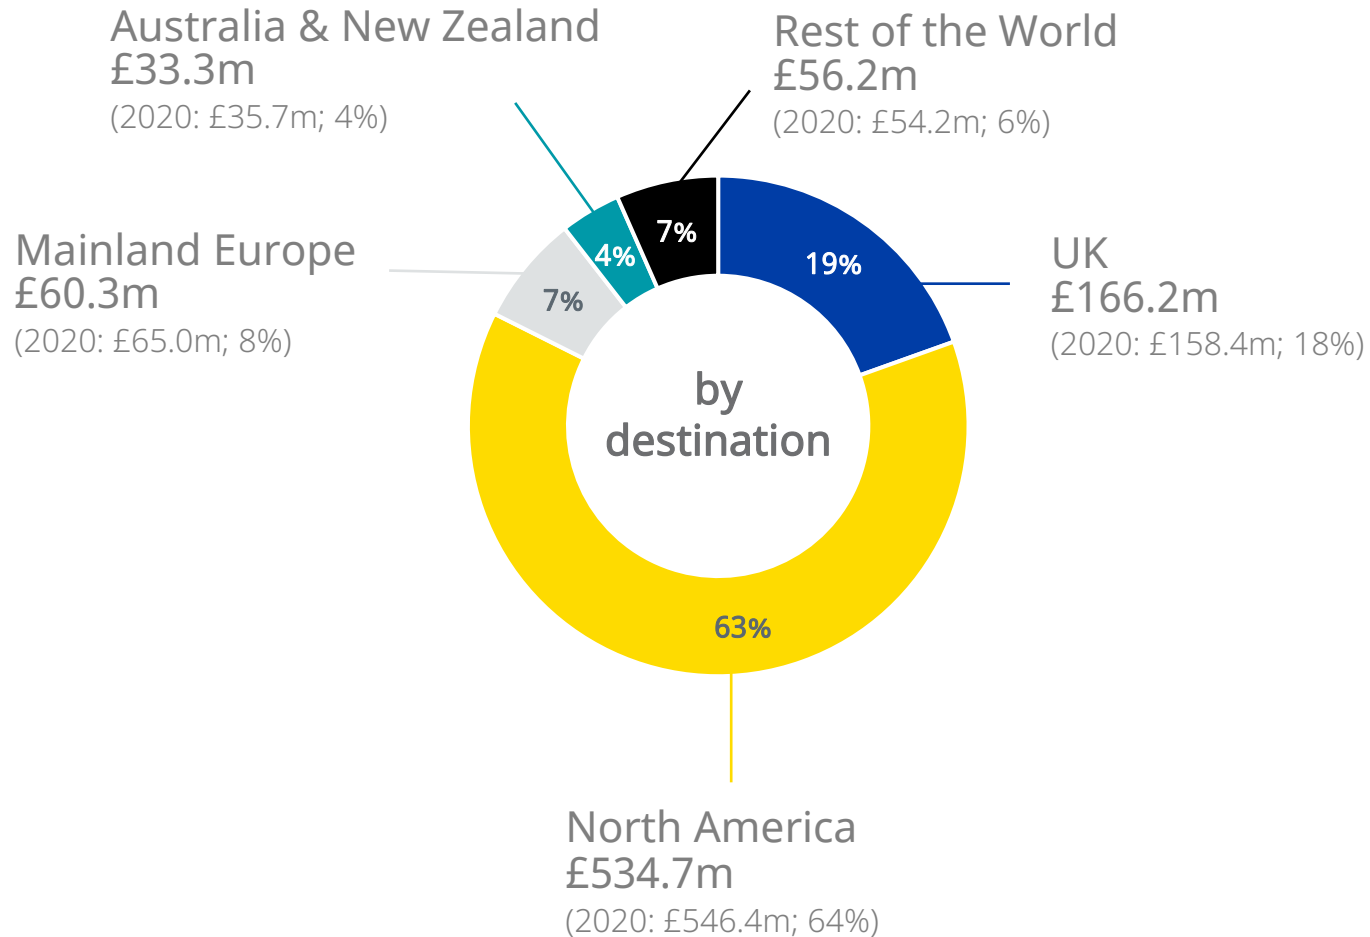 Australia & New Zealand
£33.3m
(2020: £35.7m; 4%)
Rest of the World
£56.2m
(2020: £54.2m; 6%)
Mainland Europe
£60.3m
(2020: £65.0m; 8%)
UK
£166.2m
(2020: £158.4m; 18%)
7%
4%
19%
7%
by
destination
63%
North America
£534.7m
(2020: £546.4m; 64%)